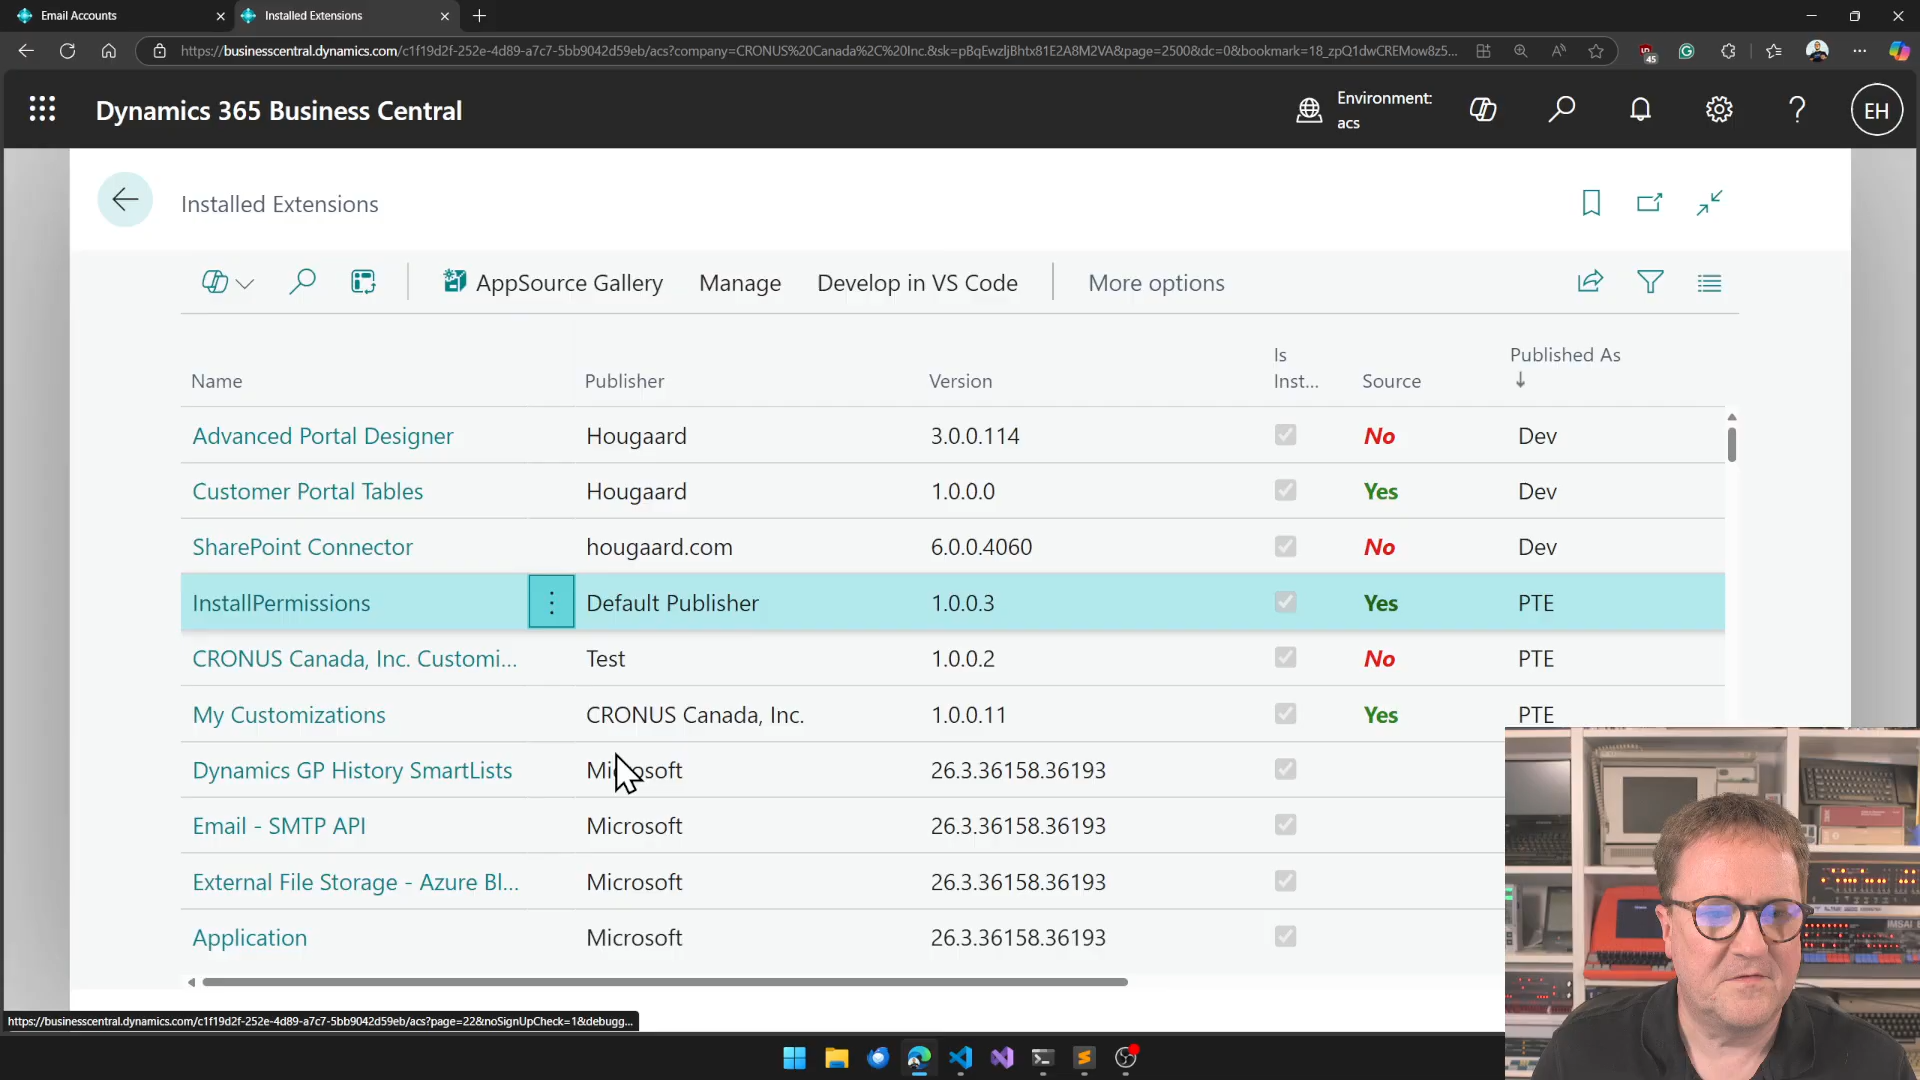 Email Accounts
Installed Extensions
https://businesscentral.dynamics.com/c1f19d2f-252e-4d89-a7c7-5bb9042d59eb/acs?company=CRONUS%20Canada%2C%20Inc.&sk=pBqEwzljBhtx81E2A8M2VA&page=2500&dc=0&bookmark=18_zpQ1dwCREMow8z5...
45
Dynamics 365 Business Central
Environment:
acs
EH
Installed Extensions
AppSource Gallery
Manage
Develop in VS Code
More options
Name
Publisher
Version
Is
Inst...
Source
Published As
Advanced Portal Designer Hougaard 3.0.0.114 No Dev
Customer Portal Tables Hougaard 1.0.0.0 Yes Dev
SharePoint Connector hougaard.com 6.0.0.4060 No Dev
InstallPermissions Default Publisher 1.0.0.3 Yes PTE
CRONUS Canada, Inc. Customi... Test 1.0.0.2 No PTE
My Customizations CRONUS Canada, Inc. 1.0.0.11 Yes PTE
Dynamics GP History SmartLists Microsoft 26.3.36158.36193
Email - SMTP API Microsoft 26.3.36158.36193
External File Storage - Azure Bl... Microsoft 26.3.36158.36193
Application Microsoft 26.3.36158.36193
https://businesscentral.dynamics.com/c1f19d2f-252e-4d89-a7c7-5bb9042d59eb/acs?page=22&noSignUpCheck=1&debugg...
IMSAI